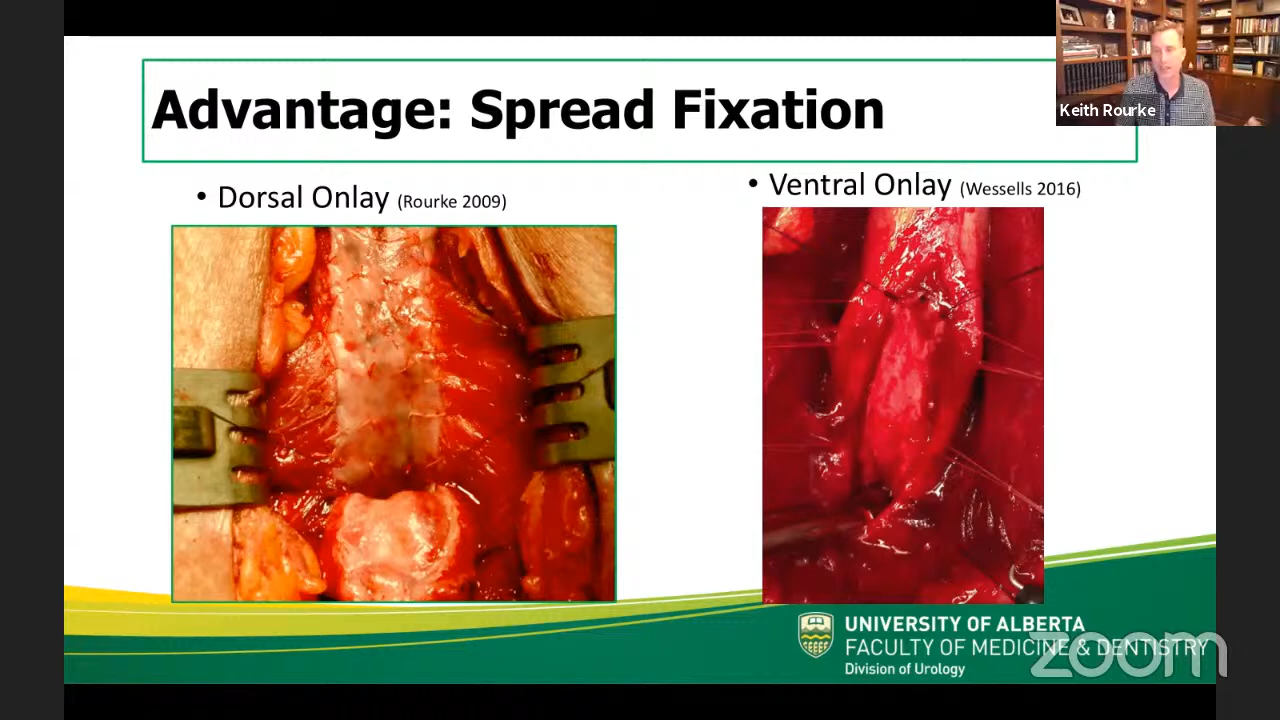 Advantage: Spread Fixation
Keith Rourke
• Dorsal Onlay (Rourke 2009)
• Ventral Onlay (Wessells 2016)
UNIVERSITY OF ALBERTA
FACULTY OF MEDICINE & DENTISTRY
Division of Urology
zoom